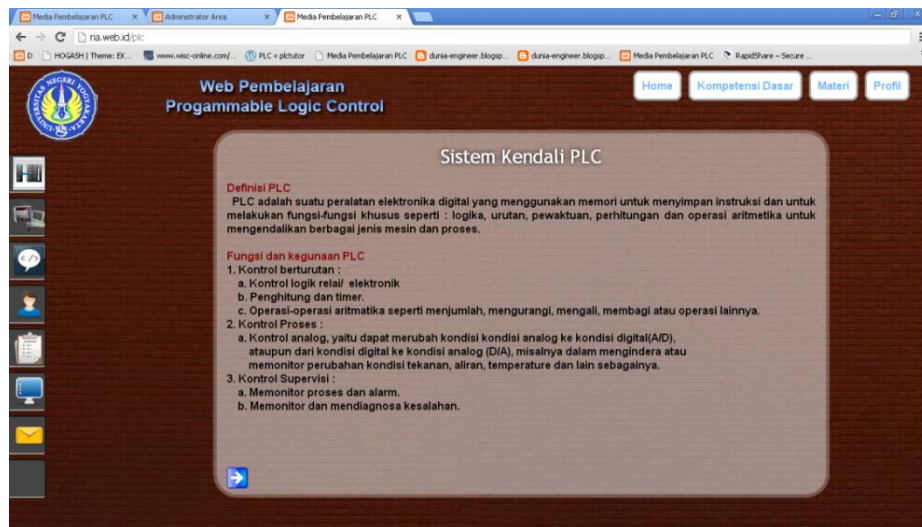 Media Pembelajaran PLC
Administrator Area
Media Pembelajaran PLC
ria.web.id/plc
D
HOGASH | Theme: EK...
www.wisc-online.com/...
PLC « plctutor
Media Pembelajaran PLC
dunia-engineer.blogsp...
dunia-engineer.blogsp...
Media Pembelajaran PLC
RapidShare – Secure ...
Web Pembelajaran
Progammable Logic Control
Home
Kompetensi Dasar
Materi
Profil
Sistem Kendali PLC
Definisi PLC
PLC adalah suatu peralatan elektronika digital yang menggunakan memori untuk menyimpan instruksi dan untuk
melakukan fungsi-fungsi khusus seperti : logika, urutan, pewaktuan, perhitungan dan operasi aritmetika untuk
mengendalikan berbagai jenis mesin dan proses.
Fungsi dan kegunaan PLC
1. Kontrol berturutan :
a. Kontrol logik relai/ elektronik
b. Penghitung dan timer.
c. Operasi-operasi aritmatika seperti menjumlah, mengurangi, mengali, membagi atau operasi lainnya.
2. Kontrol Proses :
a. Kontrol analog, yaitu dapat merubah kondisi kondisi analog ke kondisi digital(A/D),
ataupun dari kondisi digital ke kondisi analog (D/A), misalnya dalam mengindera atau
memonitor perubahan kondisi tekanan, aliran, temperature dan lain sebagainya.
3. Kontrol Supervisi :
a. Memonitor proses dan alarm.
b. Memonitor dan mendiagnosa kesalahan.